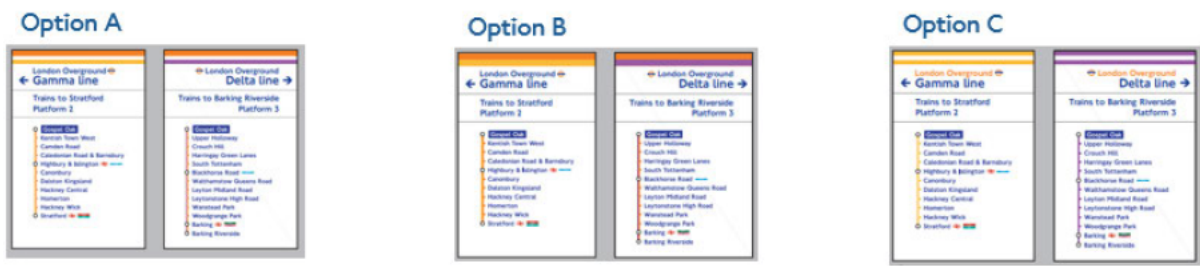 Option A
London Overground
← Gamma line
Trains to Stratford
Platform 2
Gospel Oak
Kentish Town West
Camden Road
Caledonian Road & Barnsbury
Highbury & Islington
Canonbury
Dalston Kingsland
Hackney Central
Homerton
Hackney Wick
Stratford
London Overground
Delta line →
Trains to Barking Riverside
Platform 3
Gospel Oak
Upper Holloway
Crouch Hill
Harringay Green Lanes
South Tottenham
Blackhorse Road
Walthamstow Queens Road
Leyton Midland Road
Leytonstone High Road
Wanstead Park
Woodgrange Park
Barking
Barking Riverside
Option B
London Overground
← Gamma line
Trains to Stratford
Platform 2
Gospel Oak
Kentish Town West
Camden Road
Caledonian Road & Barnsbury
Highbury & Islington
Canonbury
Dalston Kingsland
Hackney Central
Homerton
Hackney Wick
Stratford
London Overground
Delta line →
Trains to Barking Riverside
Platform 3
Gospel Oak
Upper Holloway
Crouch Hill
Harringay Green Lanes
South Tottenham
Blackhorse Road
Walthamstow Queens Road
Leyton Midland Road
Leytonstone High Road
Wanstead Park
Woodgrange Park
Barking
Barking Riverside
Option C
London Overground
← Gamma line
Trains to Stratford
Platform 2
Gospel Oak
Kentish Town West
Camden Road
Caledonian Road & Barnsbury
Highbury & Islington
Canonbury
Dalston Kingsland
Hackney Central
Homerton
Hackney Wick
Stratford
London Overground
Delta line →
Trains to Barking Riverside
Platform 3
Gospel Oak
Upper Holloway
Crouch Hill
Harringay Green Lanes
South Tottenham
Blackhorse Road
Walthamstow Queens Road
Leyton Midland Road
Leytonstone High Road
Wanstead Park
Woodgrange Park
Barking
Barking Riverside